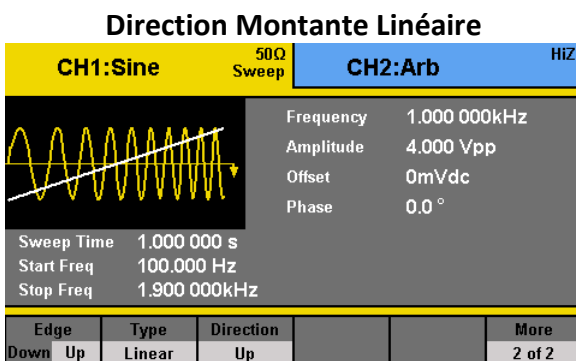 Direction Montante Linéaire
CH1:Sine
50Ω
Sweep
CH2:Arb
HiZ
Frequency 1.000 000kHz
Amplitude 4.000 Vpp
Offset 0mVdc
Phase 0.0 °
Sweep Time 1.000 000 s
Start Freq 100.000 Hz
Stop Freq 1.900 000kHz
Edge Type Direction More
Down Up Linear Up 2 of 2